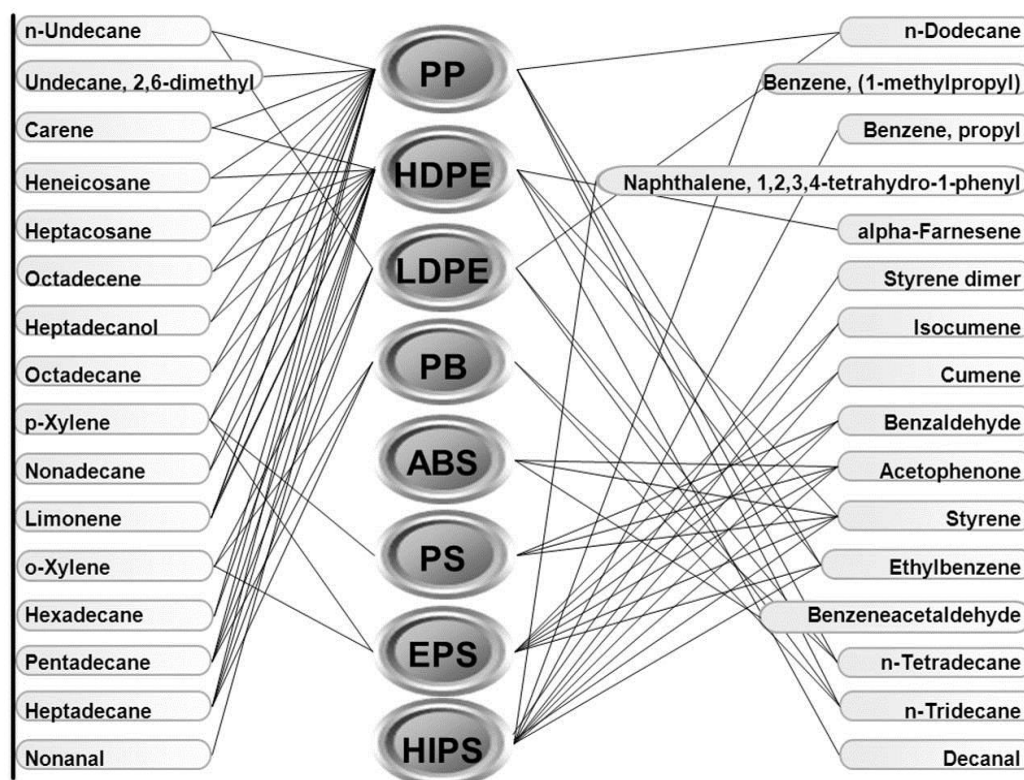 n-Undecane
Undecane, 2,6-dimethyl
Carene
Heneicosane
Heptacosane
Octadecene
Heptadecanol
Octadecane
p-Xylene
Nonadecane
Limonene
o-Xylene
Hexadecane
Pentadecane
Heptadecane
Nonanal
PP
HDPE
LDPE
PB
ABS
PS
EPS
HIPS
n-Dodecane
Benzene, (1-methylpropyl)
Benzene, propyl
Naphthalene, 1,2,3,4-tetrahydro-1-phenyl
alpha-Farnesene
Styrene dimer
Isocumene
Cumene
Benzaldehyde
Acetophenone
Styrene
Ethylbenzene
Benzeneacetaldehyde
n-Tetradecane
n-Tridecane
Decanal